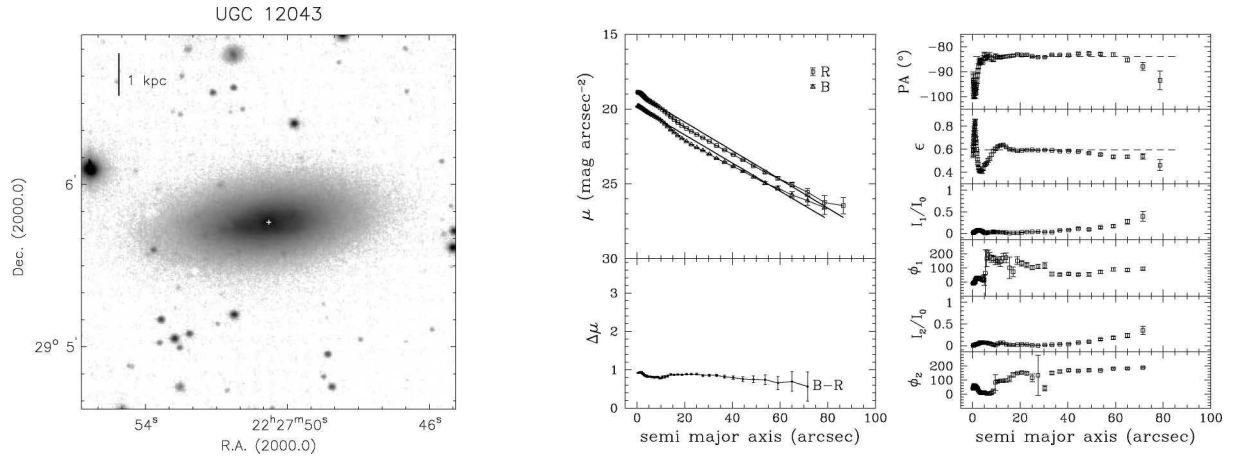 UGC 12043
1 kpc
6'
29° 5'
Dec. (2000.0)
54ˢ
22ʰ27ᵐ50ˢ
46ˢ
R.A. (2000.0)
15
20
25
30
μ (mag arcsec⁻²)
R
B
1
2
3
4
0
Δμ
B−R
0 20 40 60 80 100
semi major axis (arcsec)
PA (°)
−80
−90
−100
ϵ
0.8
0.6
0.4
I₁/I₀
1
0.5
0
ϕ₁
200
100
0
I₂/I₀
1
0.5
0
ϕ₂
200
100
0
0 20 40 60 80 100
semi major axis (arcsec)